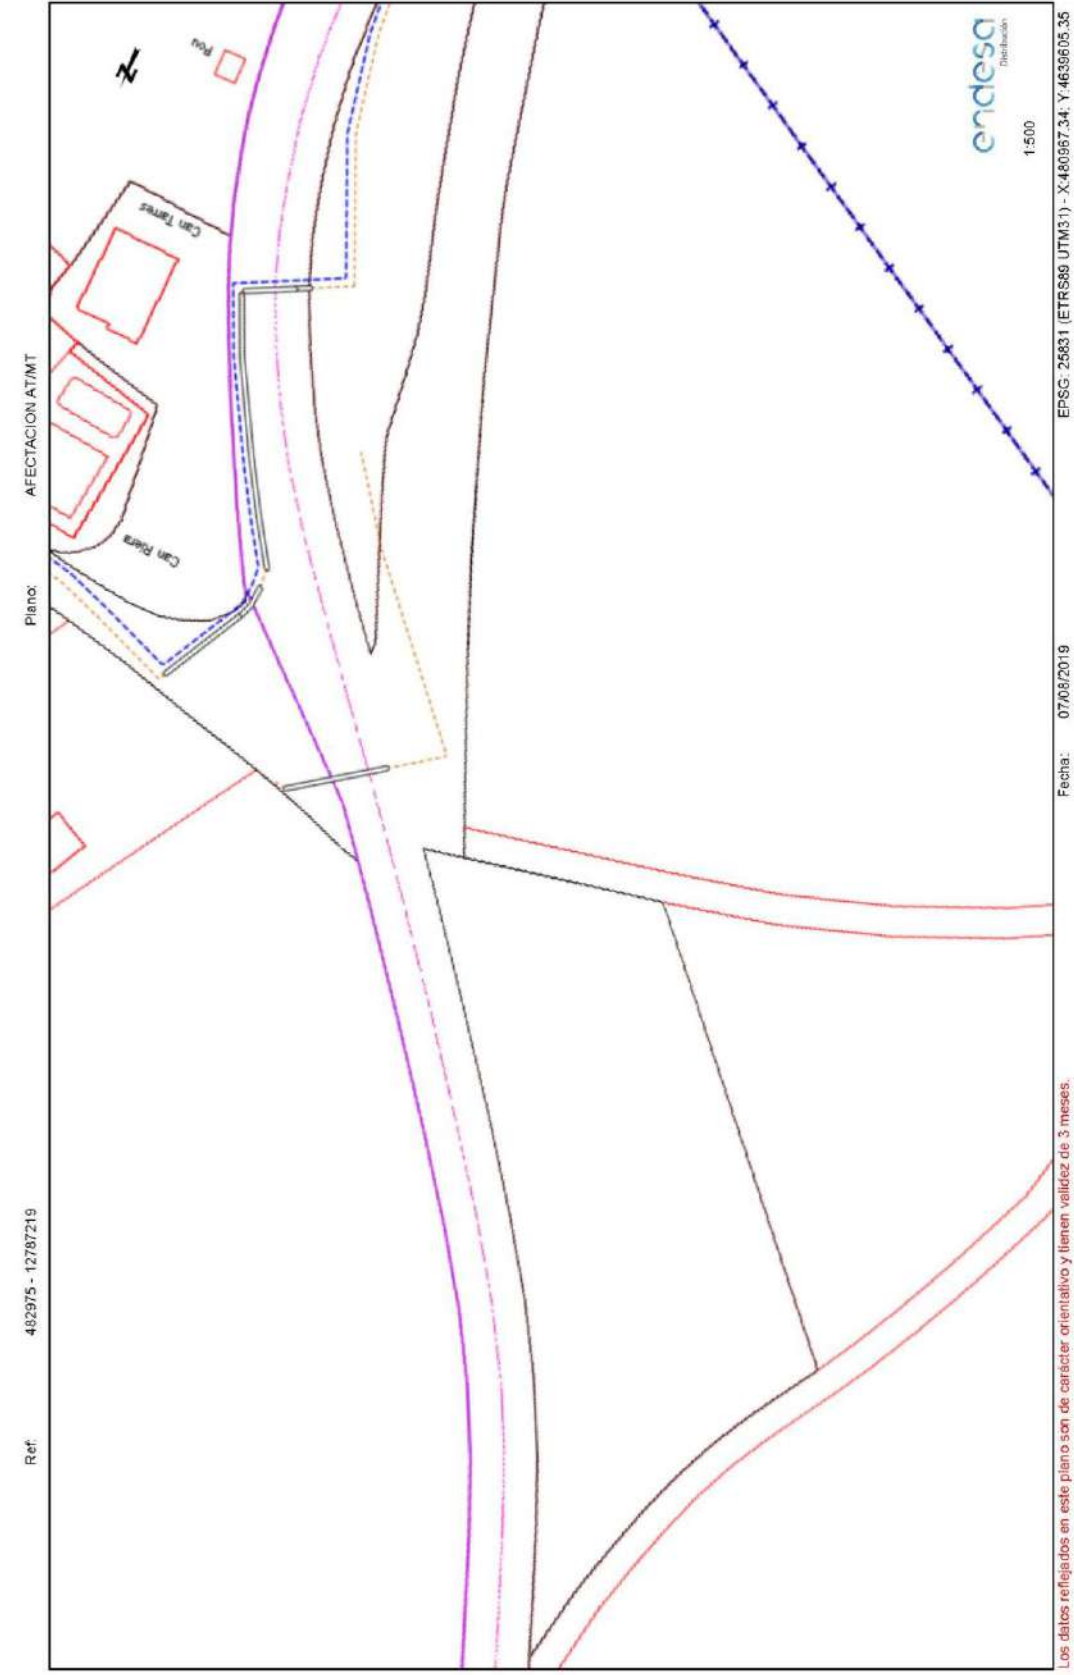 Ref: 482975 - 12787219 Plano: AFECTACION AT/MT
N
Pou
Can Tarres
Can Riera
endesa
Distribución
1:500
Fecha: 07/08/2019 EPSG: 25831 (ETRS89 UTM31) - X:480967.34: Y:4639605.35
Los datos reflejados en este plano son de carácter orientativo y tienen validez de 3 meses.